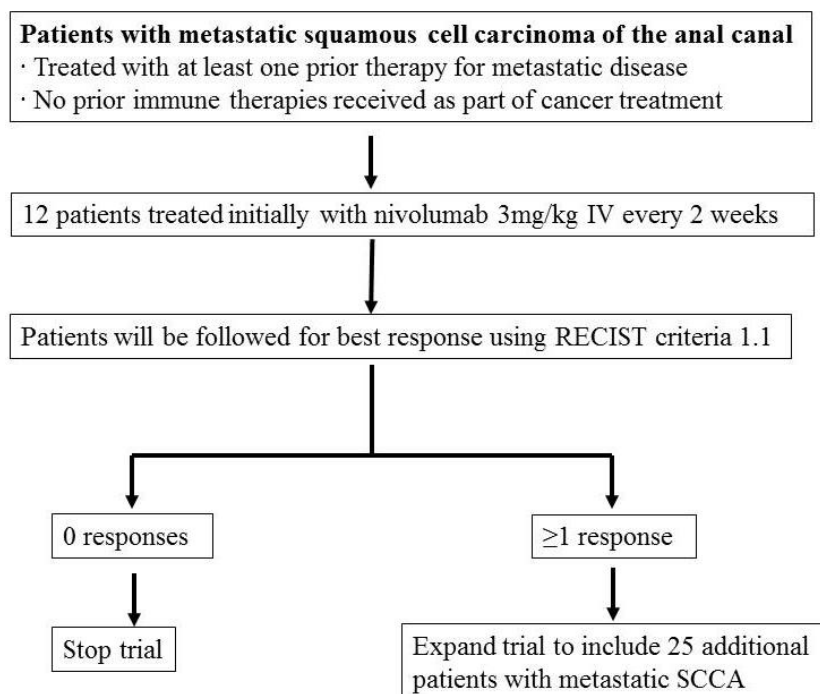 Patients with metastatic squamous cell carcinoma of the anal canal
· Treated with at least one prior therapy for metastatic disease
· No prior immune therapies received as part of cancer treatment
12 patients treated initially with nivolumab 3mg/kg IV every 2 weeks
Patients will be followed for best response using RECIST criteria 1.1
0 responses
≥1 response
Stop trial
Expand trial to include 25 additional
patients with metastatic SCCA